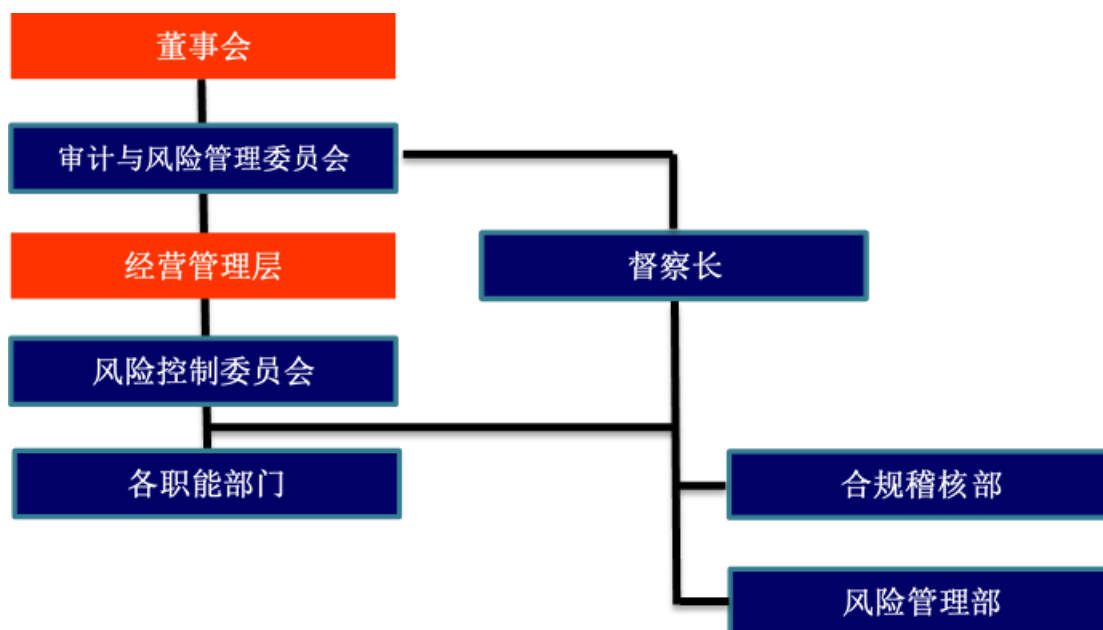 董事会
审计与风险管理委员会
经营管理层
督察长
风险控制委员会
各职能部门
合规稽核部
风险管理部